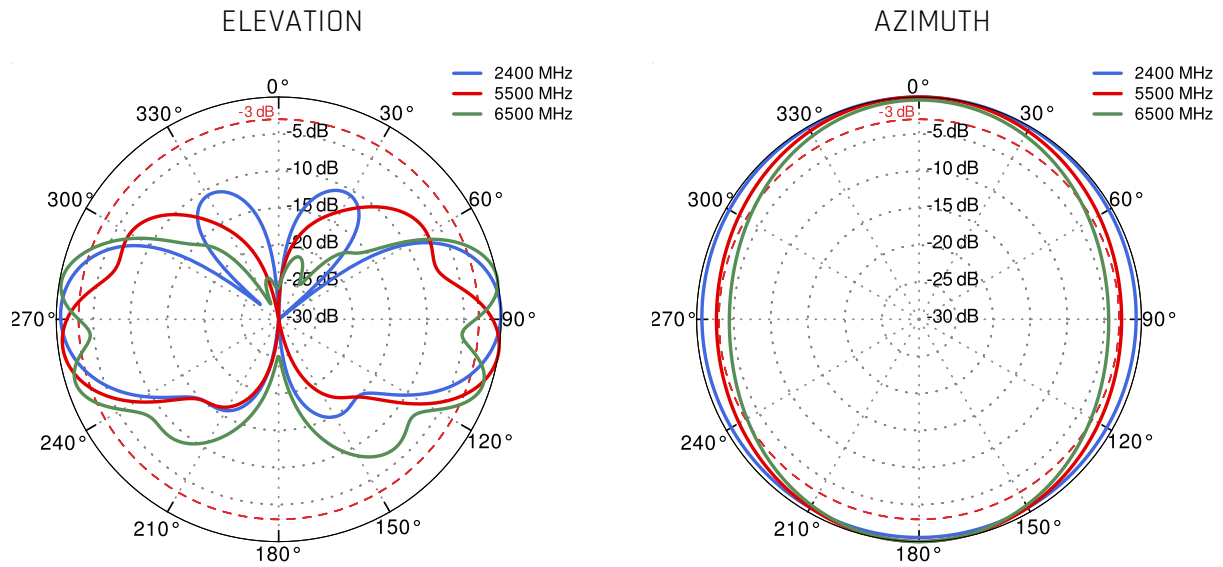 ELEVATION
2400 MHz
5500 MHz
6500 MHz
0°
-3 dB
330°
30°
-5 dB
-10 dB
300°
60°
-15 dB
-20 dB
-25 dB
270°
-30 dB
90°
240°
120°
210°
150°
180°
AZIMUTH
2400 MHz
5500 MHz
6500 MHz
0°
-3 dB
330°
30°
-5 dB
-10 dB
300°
60°
-15 dB
-20 dB
-25 dB
270°
-30 dB
90°
240°
120°
210°
150°
180°